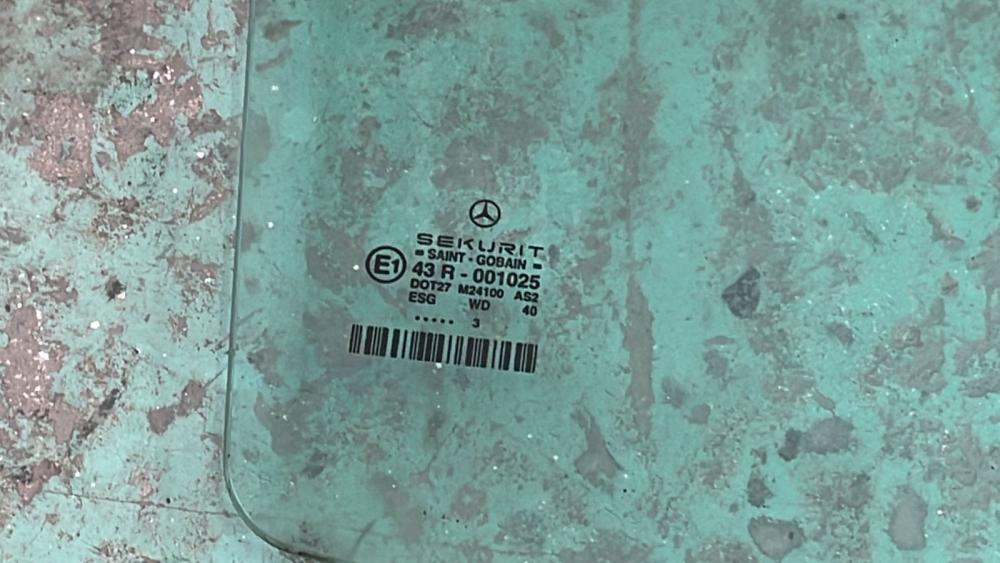 SEKURIT
SAINT - GOBAIN
E1
43 R - 001025
DOT27 M24100 AS2
ESG WD 40
..... 3